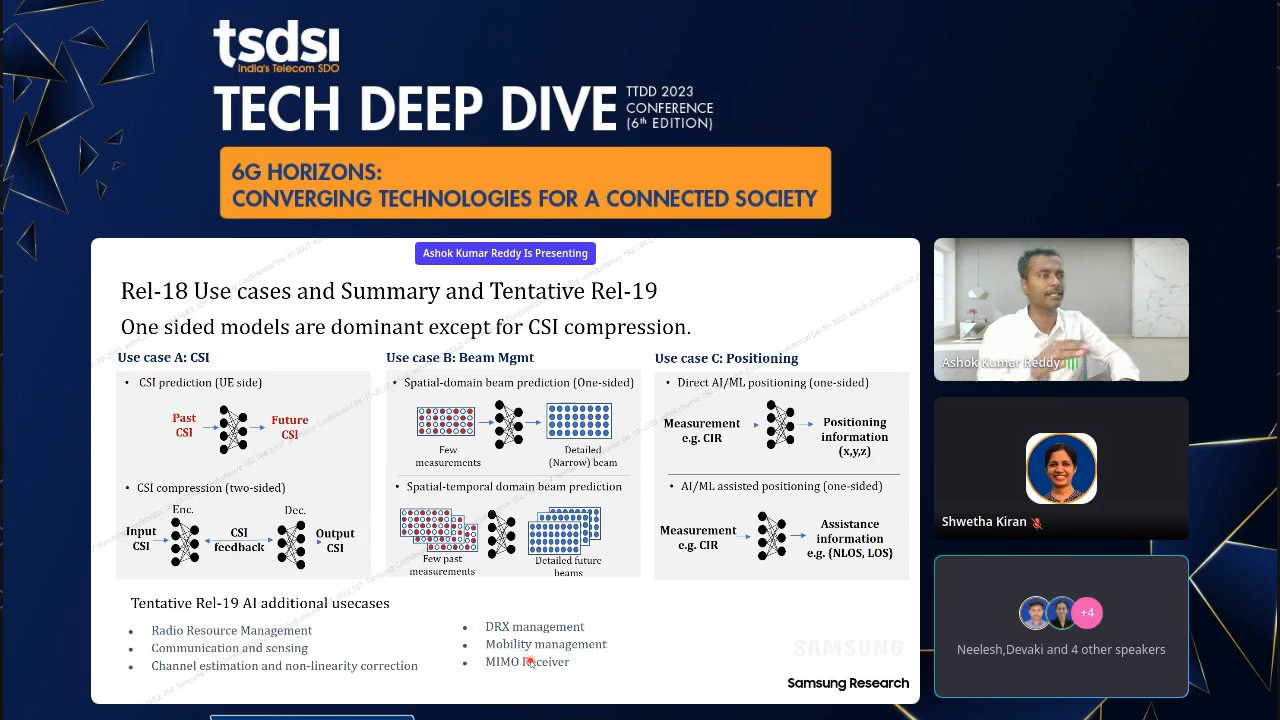 tsdsi
India's Telecom SDO
TECH DEEP DIVE
TTDD 2023
CONFERENCE
(6th EDITION)
6G HORIZONS:
CONVERGING TECHNOLOGIES FOR A CONNECTED SOCIETY
Ashok Kumar Reddy Is Presenting
Rel-18 Use cases and Summary and Tentative Rel-19
One sided models are dominant except for CSI compression.
Use case A: CSI
• CSI prediction (UE side)
Past
CSI
Future
CSI
• CSI compression (two-sided)
Enc.
Dec.
Input
CSI
CSI
feedback
Output
CSI
Use case B: Beam Mgmt
• Spatial-domain beam prediction (One-sided)
Few
measurements
Detailed
(Narrow) beam
• Spatial-temporal domain beam prediction
Few past
measurements
Detailed future
beams
Use case C: Positioning
• Direct AI/ML positioning (one-sided)
Measurement
e.g. CIR
Positioning
information
(x,y,z)
• AI/ML assisted positioning (one-sided)
Measurement
e.g. CIR
Assistance
information
e.g. {NLOS, LOS}
Tentative Rel-19 AI additional usecases
• Radio Resource Management
• Communication and sensing
• Channel estimation and non-linearity correction
• DRX management
• Mobility management
• MIMO Receiver
SAMSUNG
Samsung Research
Ashok Kumar Reddy
Shwetha Kiran
+4
Neelesh,Devaki and 4 other speakers